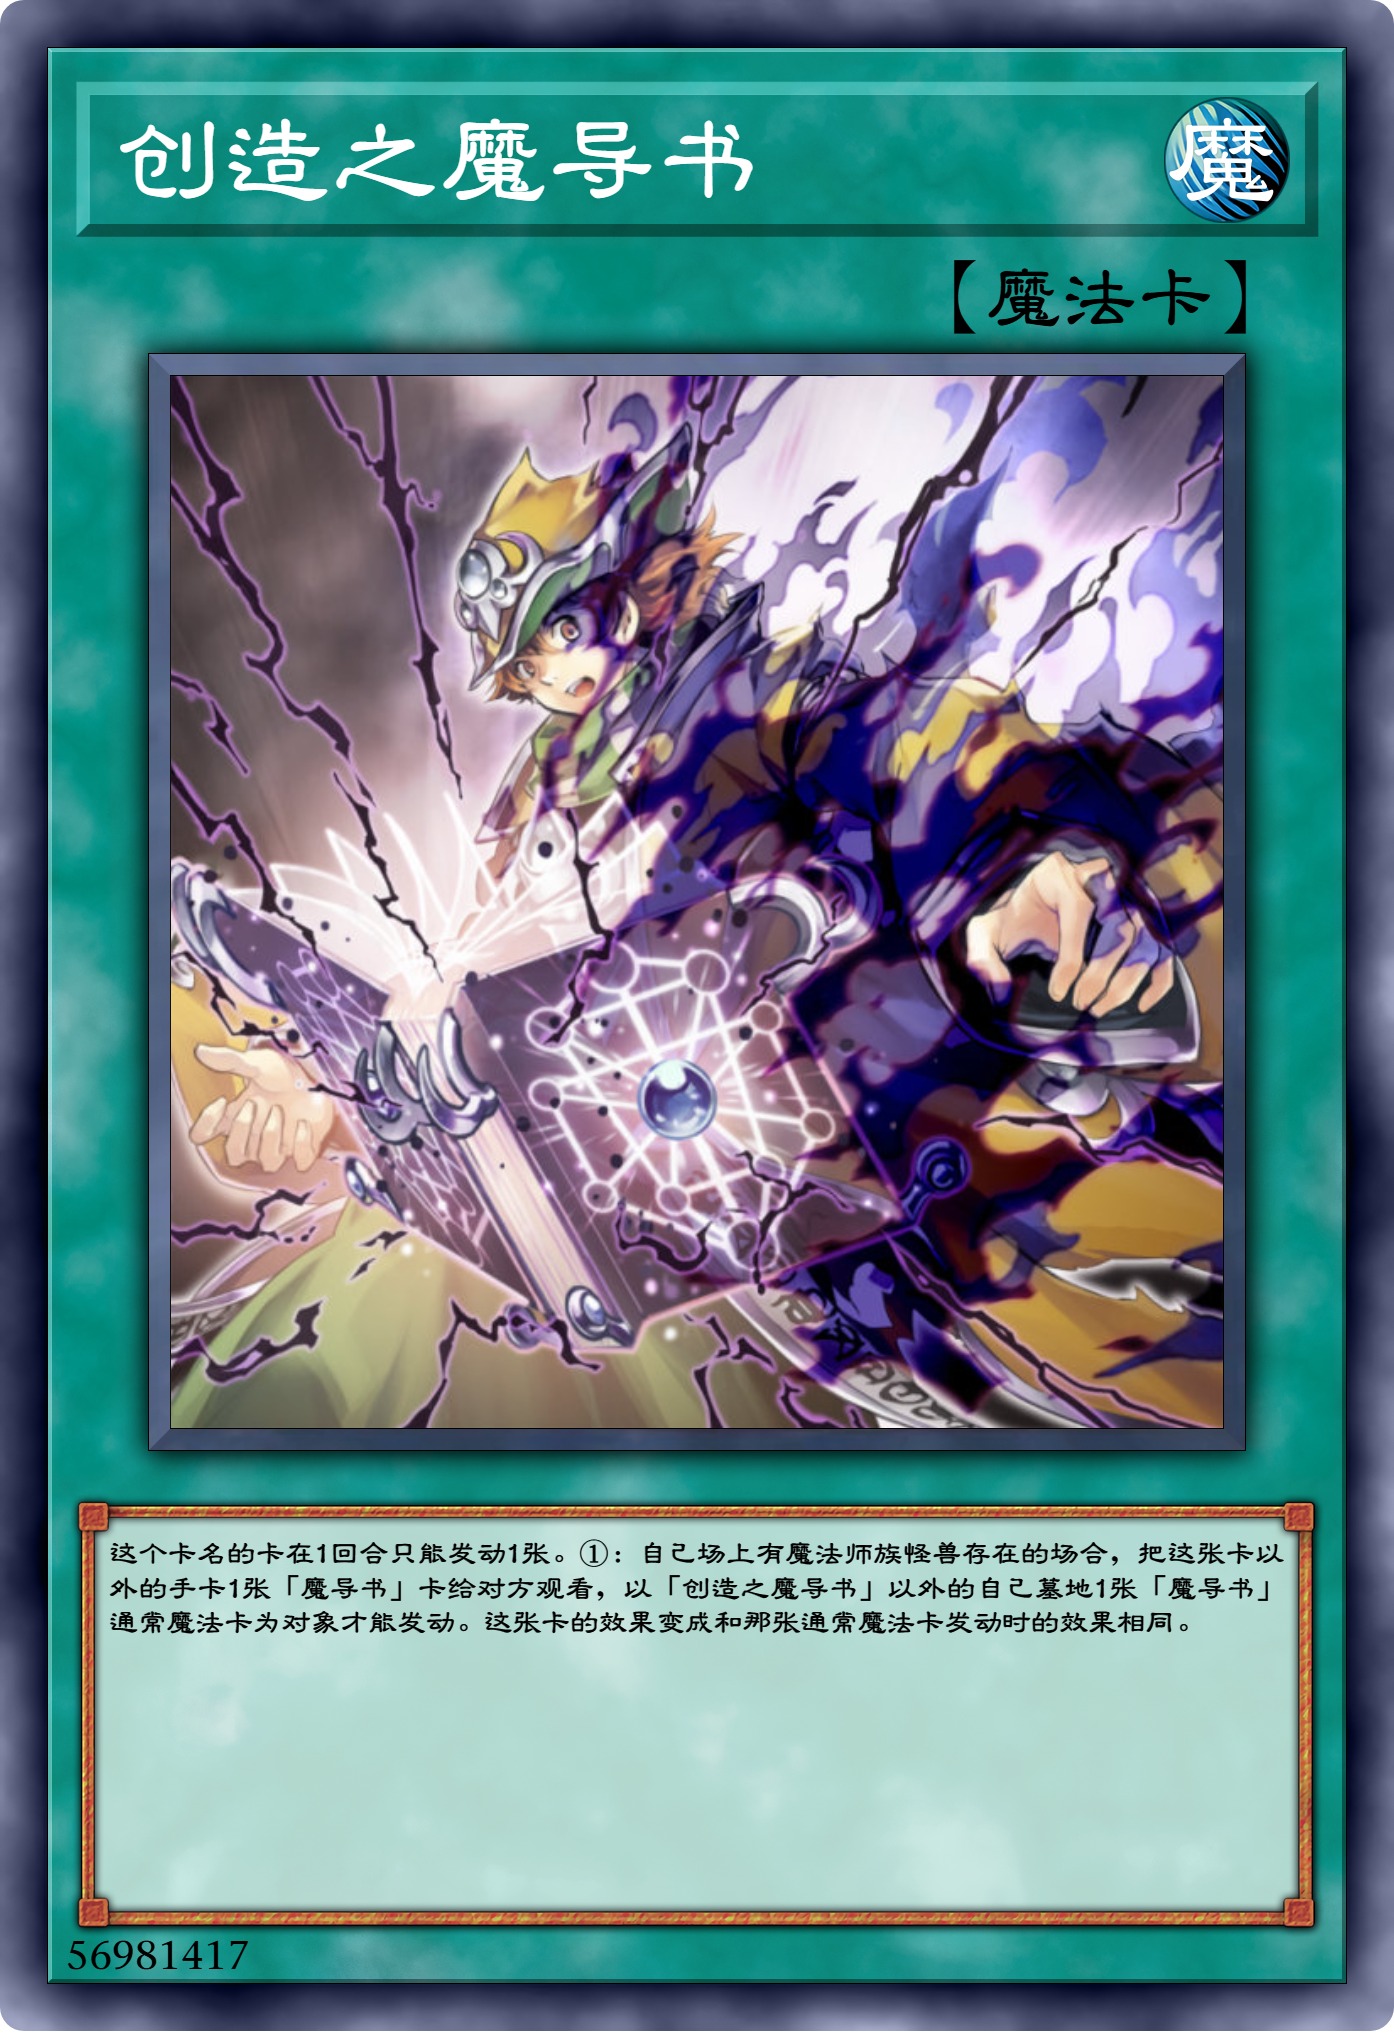 创造之魔导书
魔
【魔法卡】
这个卡名的卡在1回合只能发动1张。①：自己场上有魔法师族怪兽存在的场合，把这张卡以
外的手卡1张「魔导书」卡给对方观看，以「创造之魔导书」以外的自己墓地1张「魔导书」
通常魔法卡为对象才能发动。这张卡的效果变成和那张通常魔法卡发动时的效果相同。
56981417